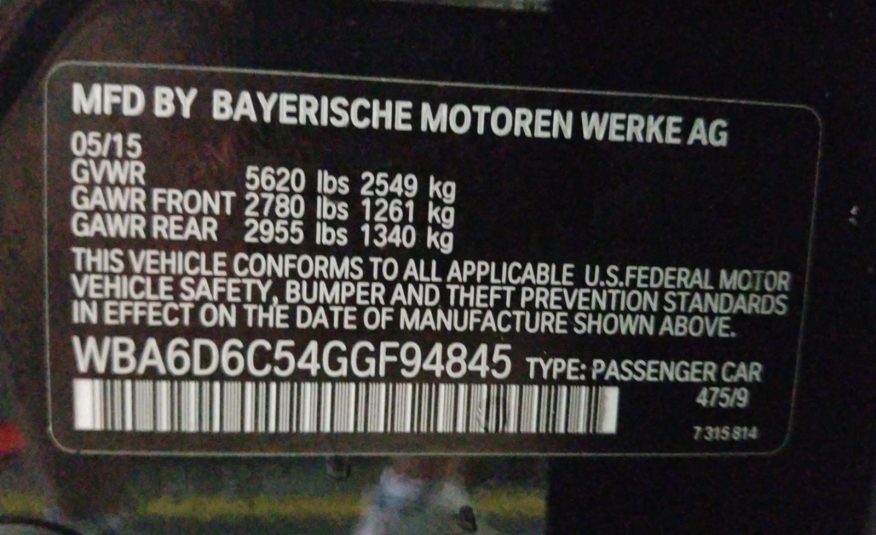 MFD BY BAYERISCHE MOTOREN WERKE AG
05/15
GVWR 5620 lbs 2549 kg
GAWR FRONT 2780 lbs 1261 kg
GAWR REAR 2955 lbs 1340 kg
THIS VEHICLE CONFORMS TO ALL APPLICABLE U.S.FEDERAL MOTOR
VEHICLE SAFETY, BUMPER AND THEFT PREVENTION STANDARDS
IN EFFECT ON THE DATE OF MANUFACTURE SHOWN ABOVE.
WBA6D6C54GGF94845 TYPE: PASSENGER CAR
475/9
7 315 814